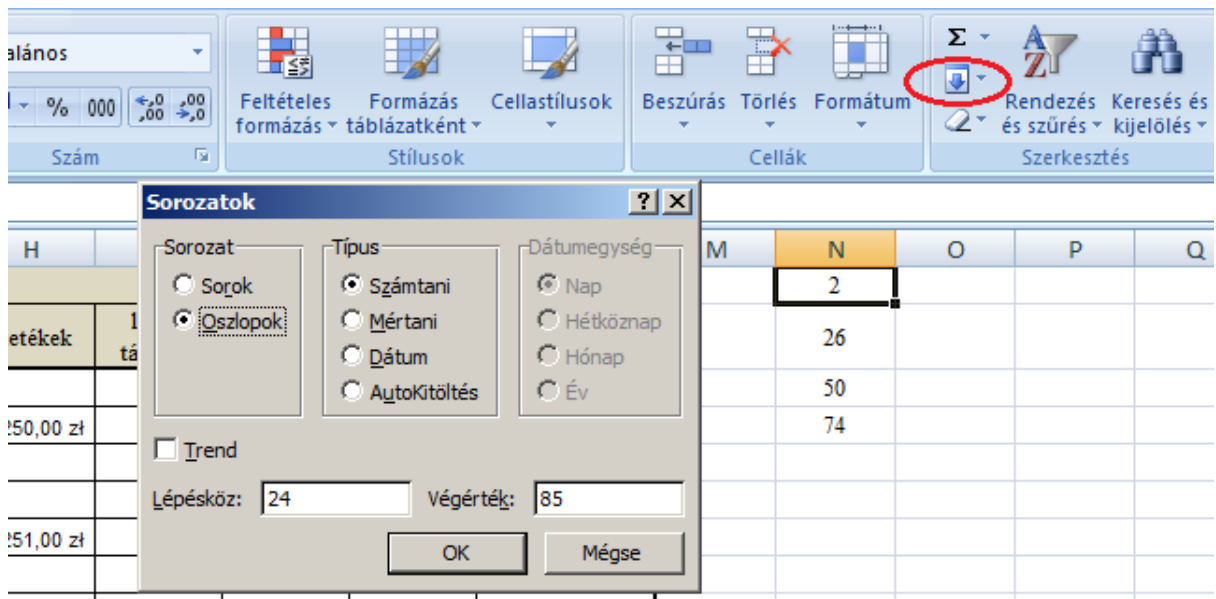 alános
% 000 ,00 ,00
Feltételes formázás
Formázás táblázatként
Cellastílusok
Beszúrás
Törlés
Formátum
Σ
Rendezés és szűrés
Keresés és kijelölés
Szám
Stílusok
Cellák
Szerkesztés
Sorozatok
Sorozat
Sorok
Oszlopok
Típus
Számtani
Mértani
Dátum
AutoKitöltés
Dátumegység
Nap
Hétköznap
Hónap
Év
Trend
Lépésköz: 24
Végérték: 85
OK
Mégse
H M N O P Q
2
etékek
26
50
250,00 zł
74
251,00 zł